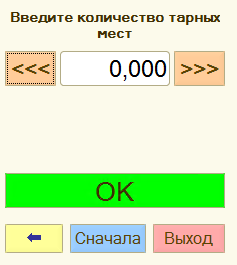 Введите количество тарных
мест
<<< 0,000 >>>
OK
Сначала Выход